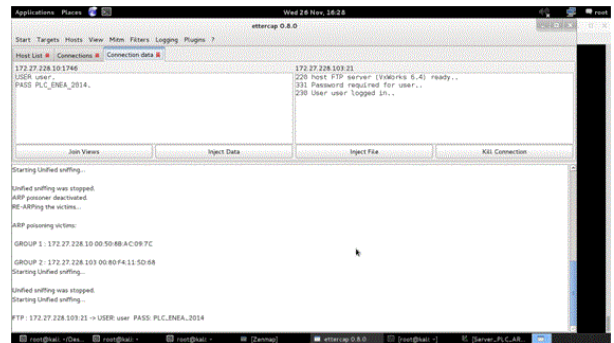 Applications Places
Wed 26 Nov, 16:28
root
ettercap 0.8.0
Start Targets Hosts View Mitm Filters Logging Plugins ?
Host List Connections Connection data
172.27.228.10:1746
172.27.228.103:21
USER user.
PASS PLC_ENEA_2014.
220 host FTP server (VxWorks 6.4) ready..
331 Password required for user..
230 User user logged in..
Join Views
Inject Data
Inject File
Kill Connection
Starting Unified sniffing...
Unified sniffing was stopped.
ARP poisoner deactivated.
RE-ARPing the victims...
ARP poisoning victims:
GROUP 1 : 172.27.228.10 00:50:8B:AC:09:7C
GROUP 2 : 172.27.228.103 00:80:F4:11:5D:68
Starting Unified sniffing...
Unified sniffing was stopped.
Starting Unified sniffing...
FTP : 172.27.228.103:21 -> USER: user PASS: PLC_ENEA_2014
root@kali: ~/Des...
root@kali: ~
root@kali: ~
[Zenmap]
ettercap 0.8.0
[root@kali: ~]
[Server_PLC_AR...